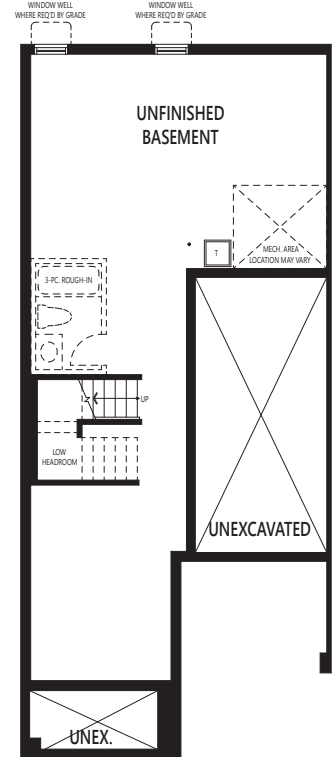 WINDOW WELL
WHERE REQ'D BY GRADE
WINDOW WELL
WHERE REQ'D BY GRADE
UNFINISHED
BASEMENT
T
MECH. AREA
LOCATION MAY VARY
3-PC. ROUGH-IN
UP
LOW
HEADROOM
UNEXCAVATED
UNEX.